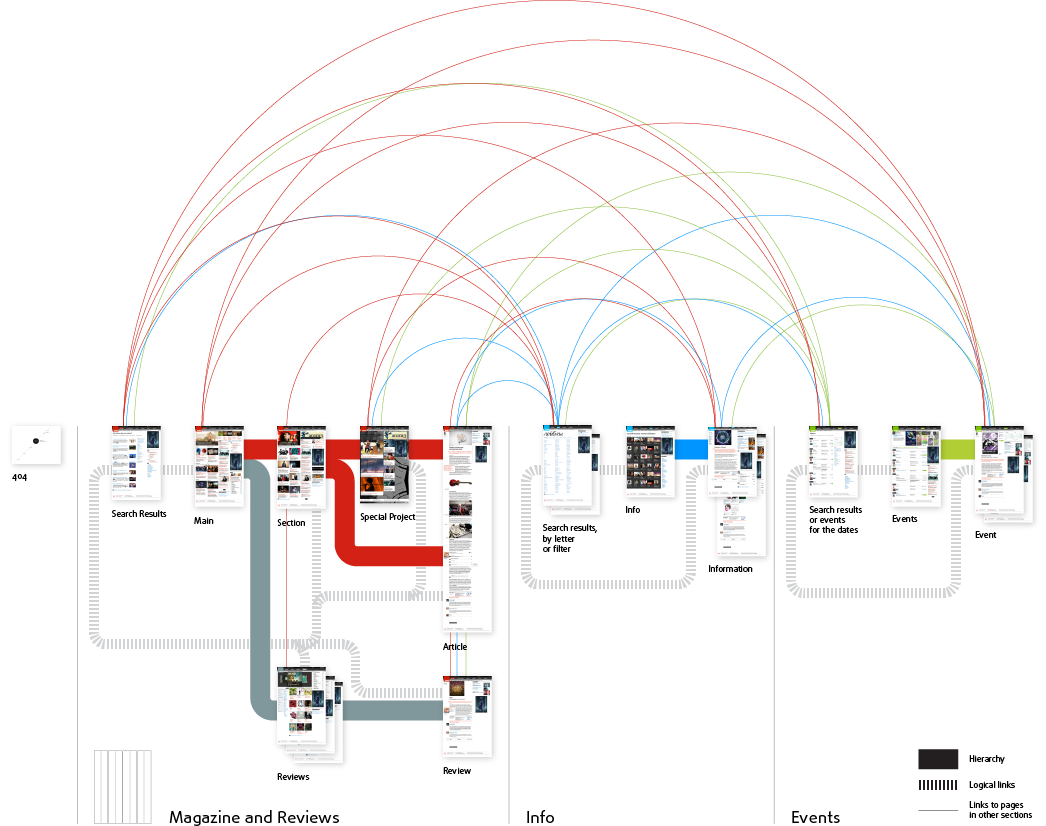 404
Search Results
Main
Section
Special Project
Article
Reviews
Review
Search results,
by letter
or filter
Info
Information
Search results
or events
for the dates
Events
Event
Hierarchy
Logical links
Links to pages
in other sections
Magazine and Reviews
Info
Events